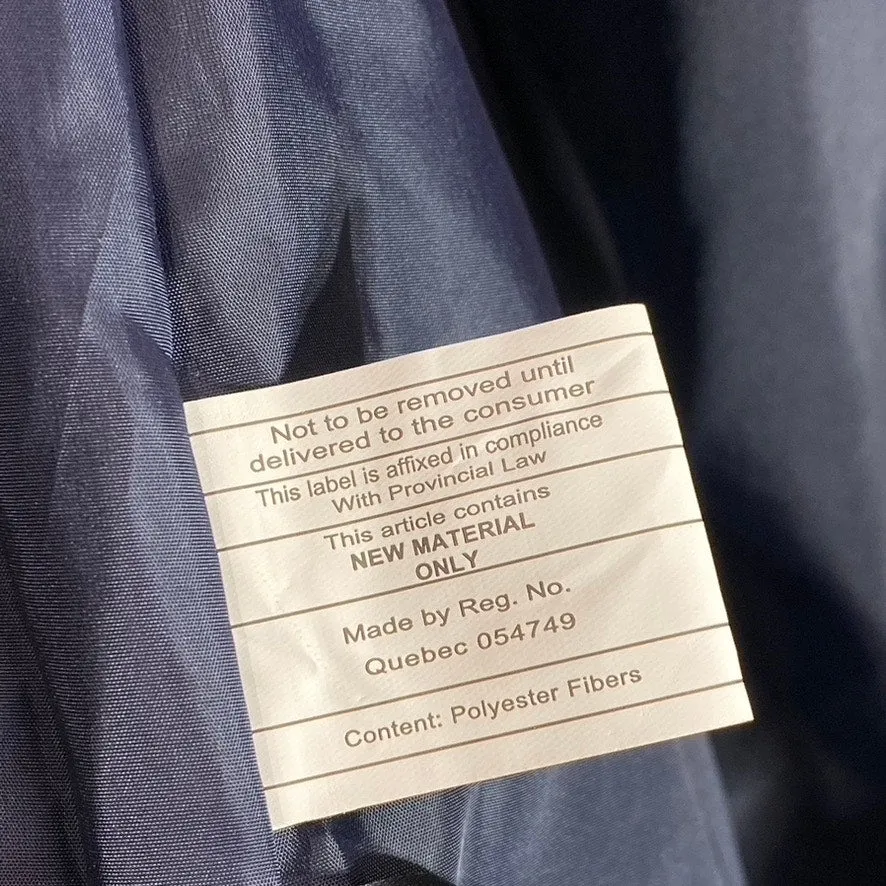 Not to be removed until
delivered to the consumer
This label is affixed in compliance
With Provincial Law
This article contains
NEW MATERIAL
ONLY
Made by Reg. No.
Quebec 054749
Content: Polyester Fibers